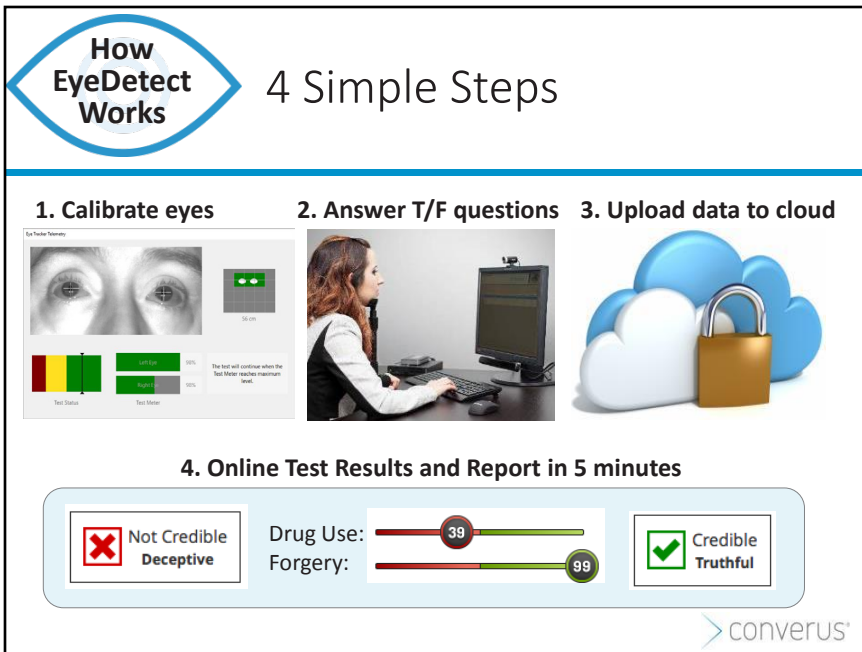 How
EyeDetect
Works
4 Simple Steps
1. Calibrate eyes
2. Answer T/F questions
3. Upload data to cloud
Eye Tracker Telemetry
56 cm
Left Eye 98%
Right Eye 98%
The test will continue when the
Test Meter reaches maximum
level.
Test Status
Test Meter
4. Online Test Results and Report in 5 minutes
Not Credible
Deceptive
Drug Use: 39
Forgery: 99
Credible
Truthful
converus